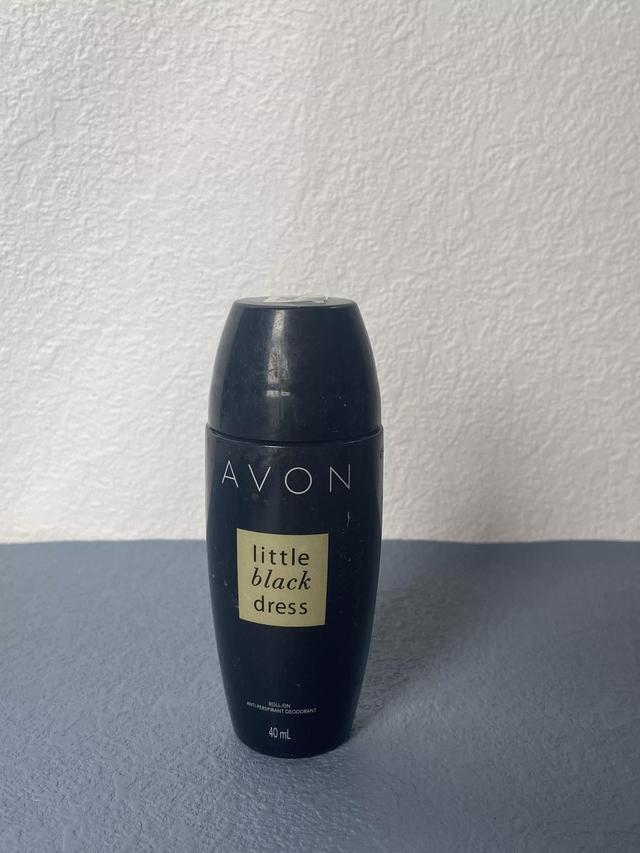 AVON
little
black
dress
ROLL-ON
ANTI-PERSPIRANT DEODORANT
40 mL